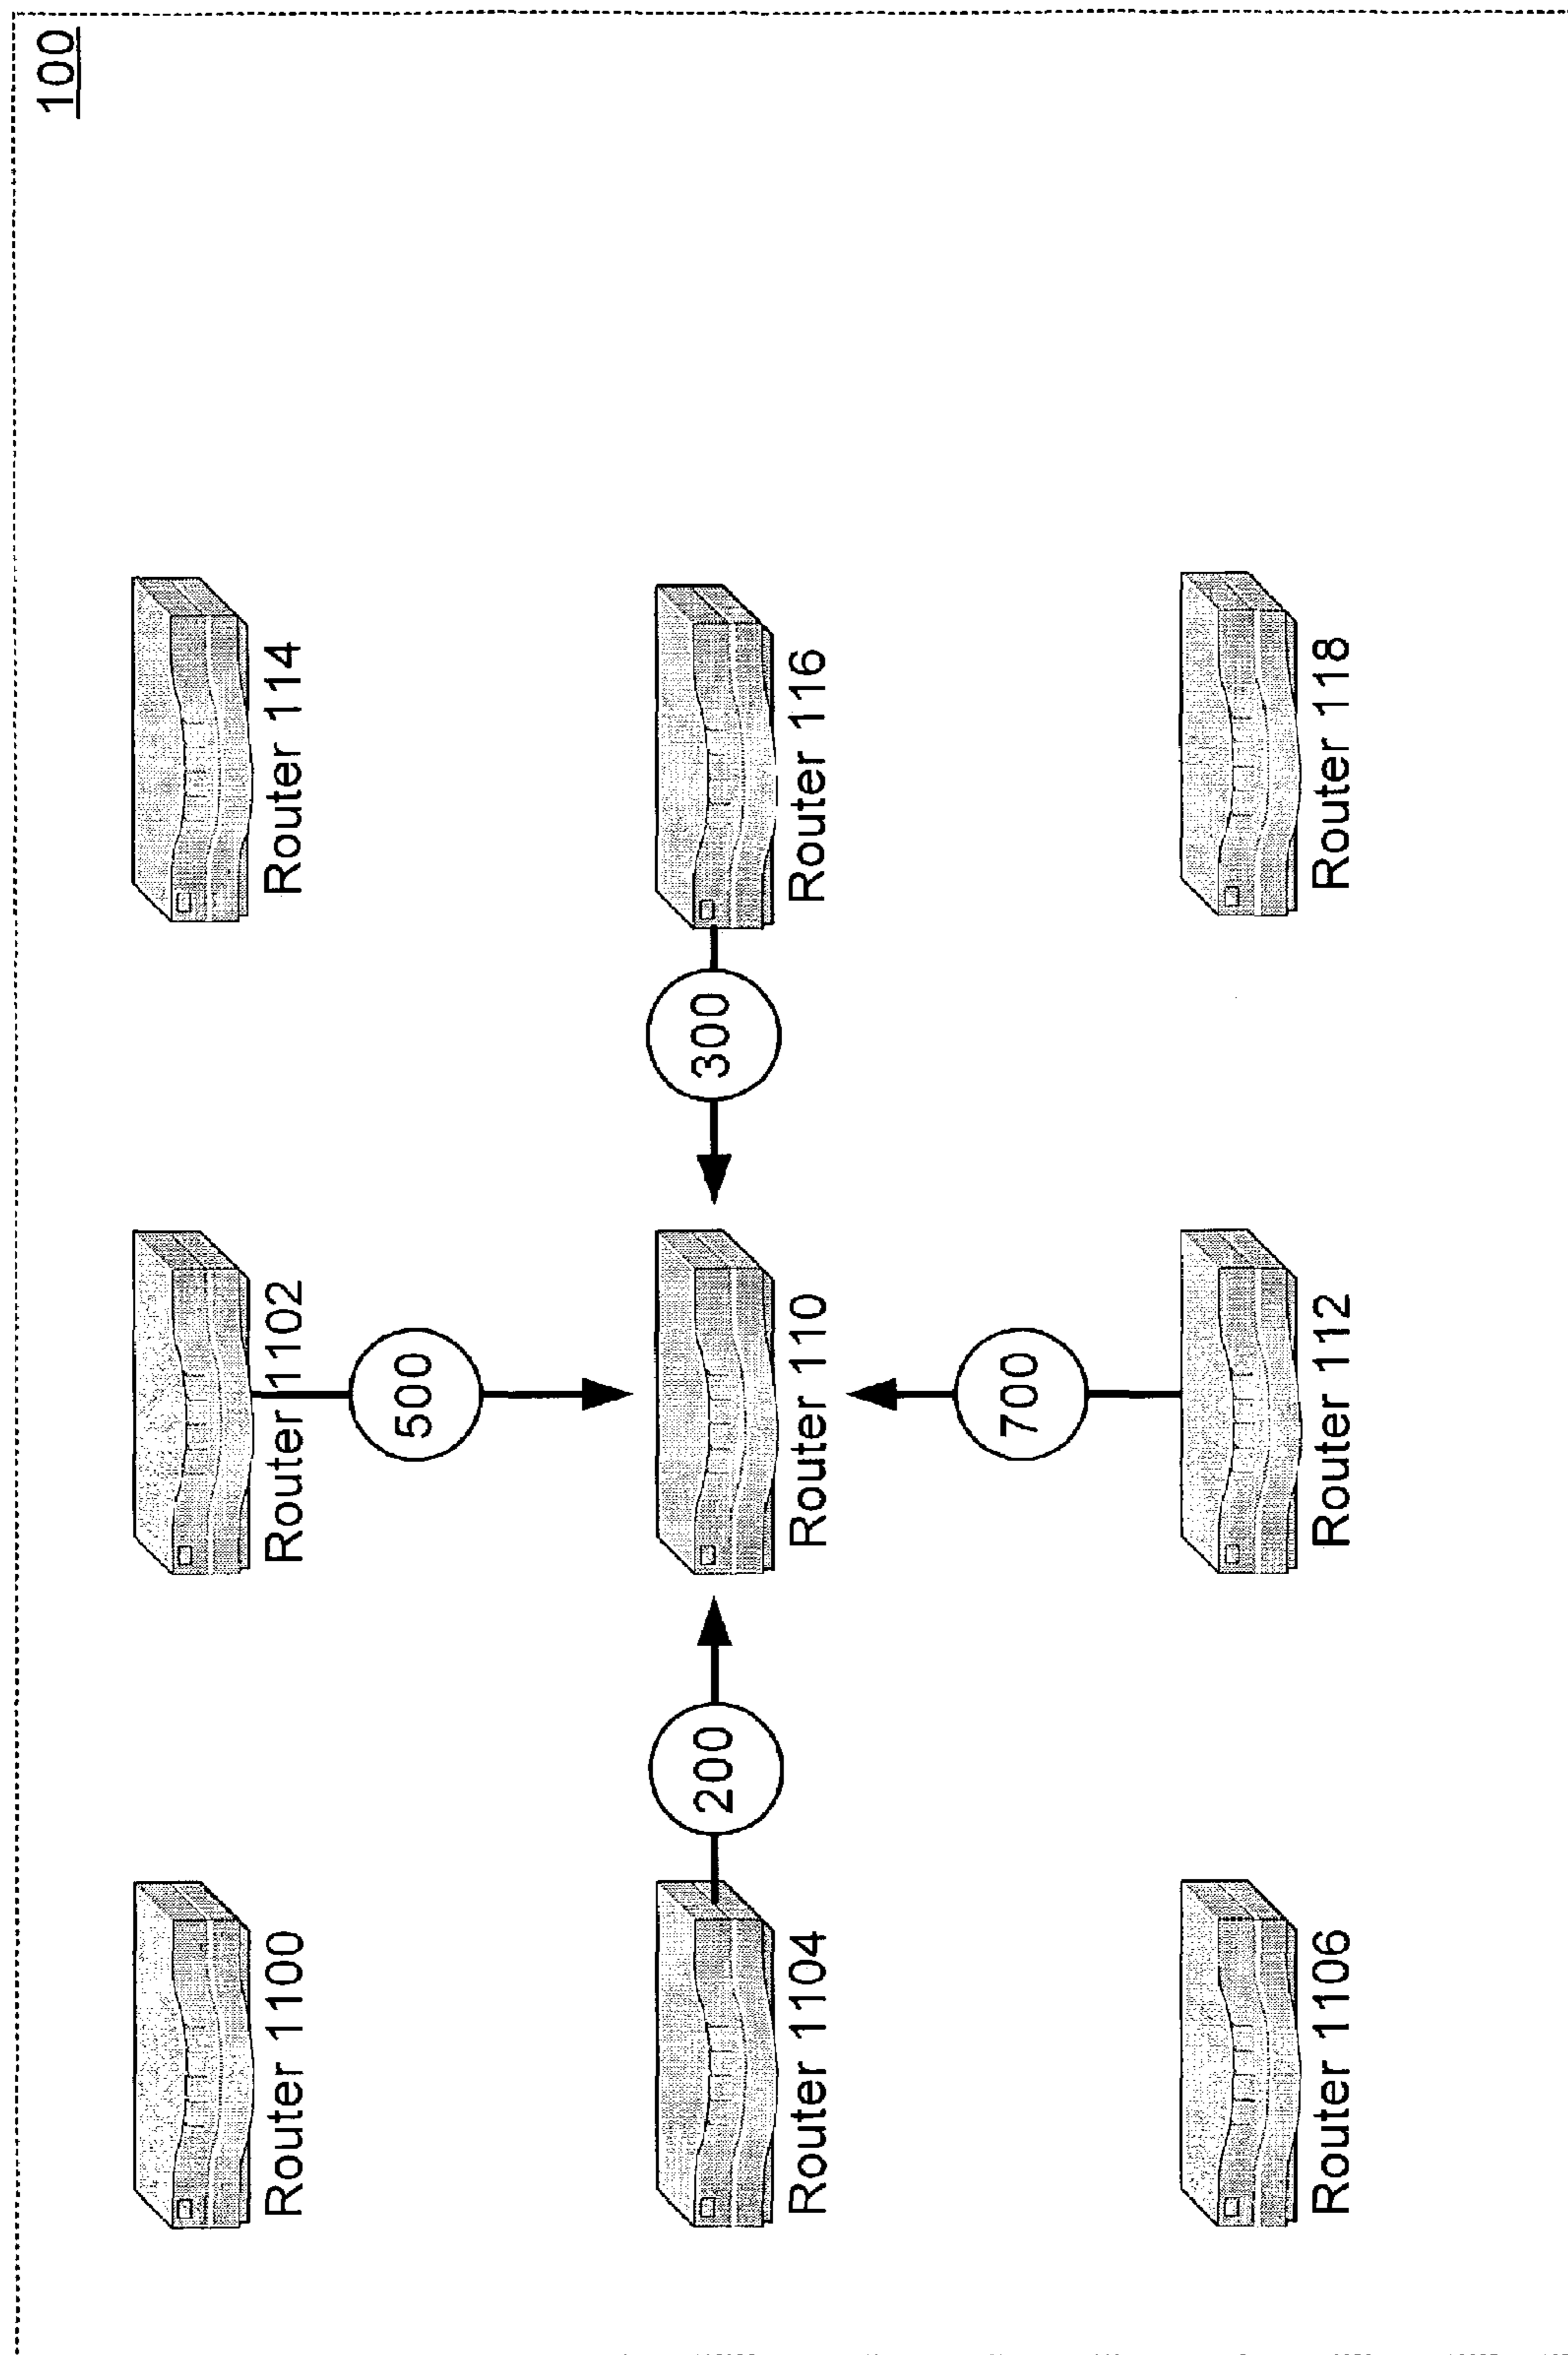 100
Router 1100
Router 1102
Router 114
500
200
300
Router 1104
Router 110
Router 116
700
Router 1106
Router 112
Router 118